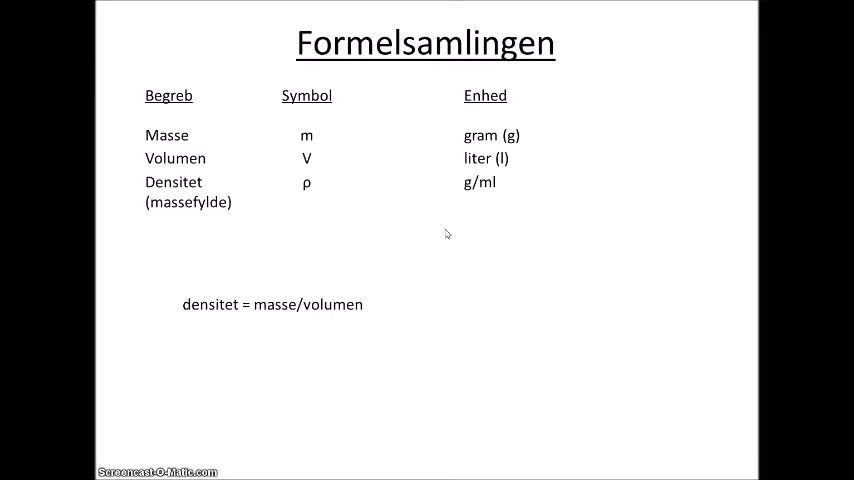 Formelsamlingen
Begreb Symbol Enhed
Masse m gram (g)
Volumen V liter (l)
Densitet ρ g/ml
(massefylde)
densitet = masse/volumen
Screencast-O-Matic.com